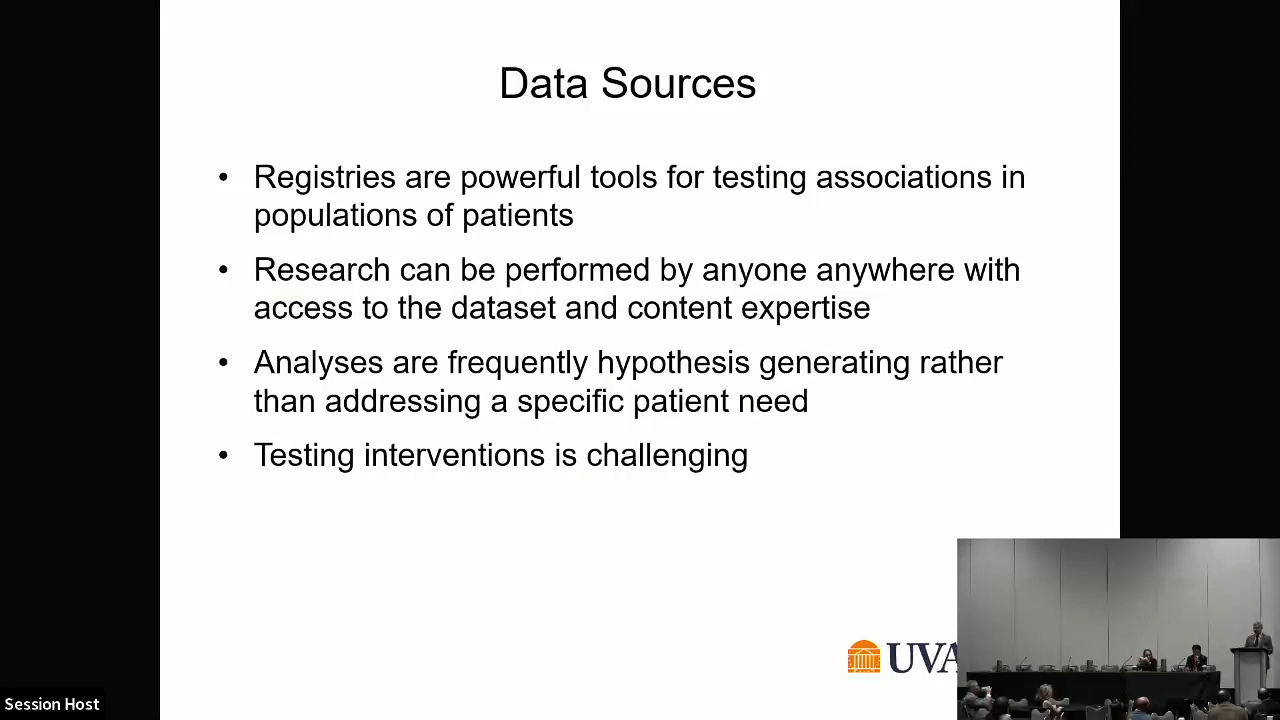 Data Sources
• Registries are powerful tools for testing associations in
populations of patients
• Research can be performed by anyone anywhere with
access to the dataset and content expertise
• Analyses are frequently hypothesis generating rather
than addressing a specific patient need
• Testing interventions is challenging
UVA
Session Host